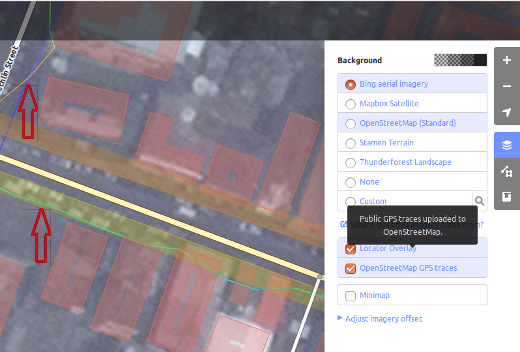 Background
Bing aerial imagery
Mapbox Satellite
OpenStreetMap (Standard)
Stamen Terrain
Thunderforest Landscape
None
Custom
Public GPS traces uploaded to
OpenStreetMap.
Locator Overlay
OpenStreetMap GPS traces
Minimap
Adjust imagery offset
Street